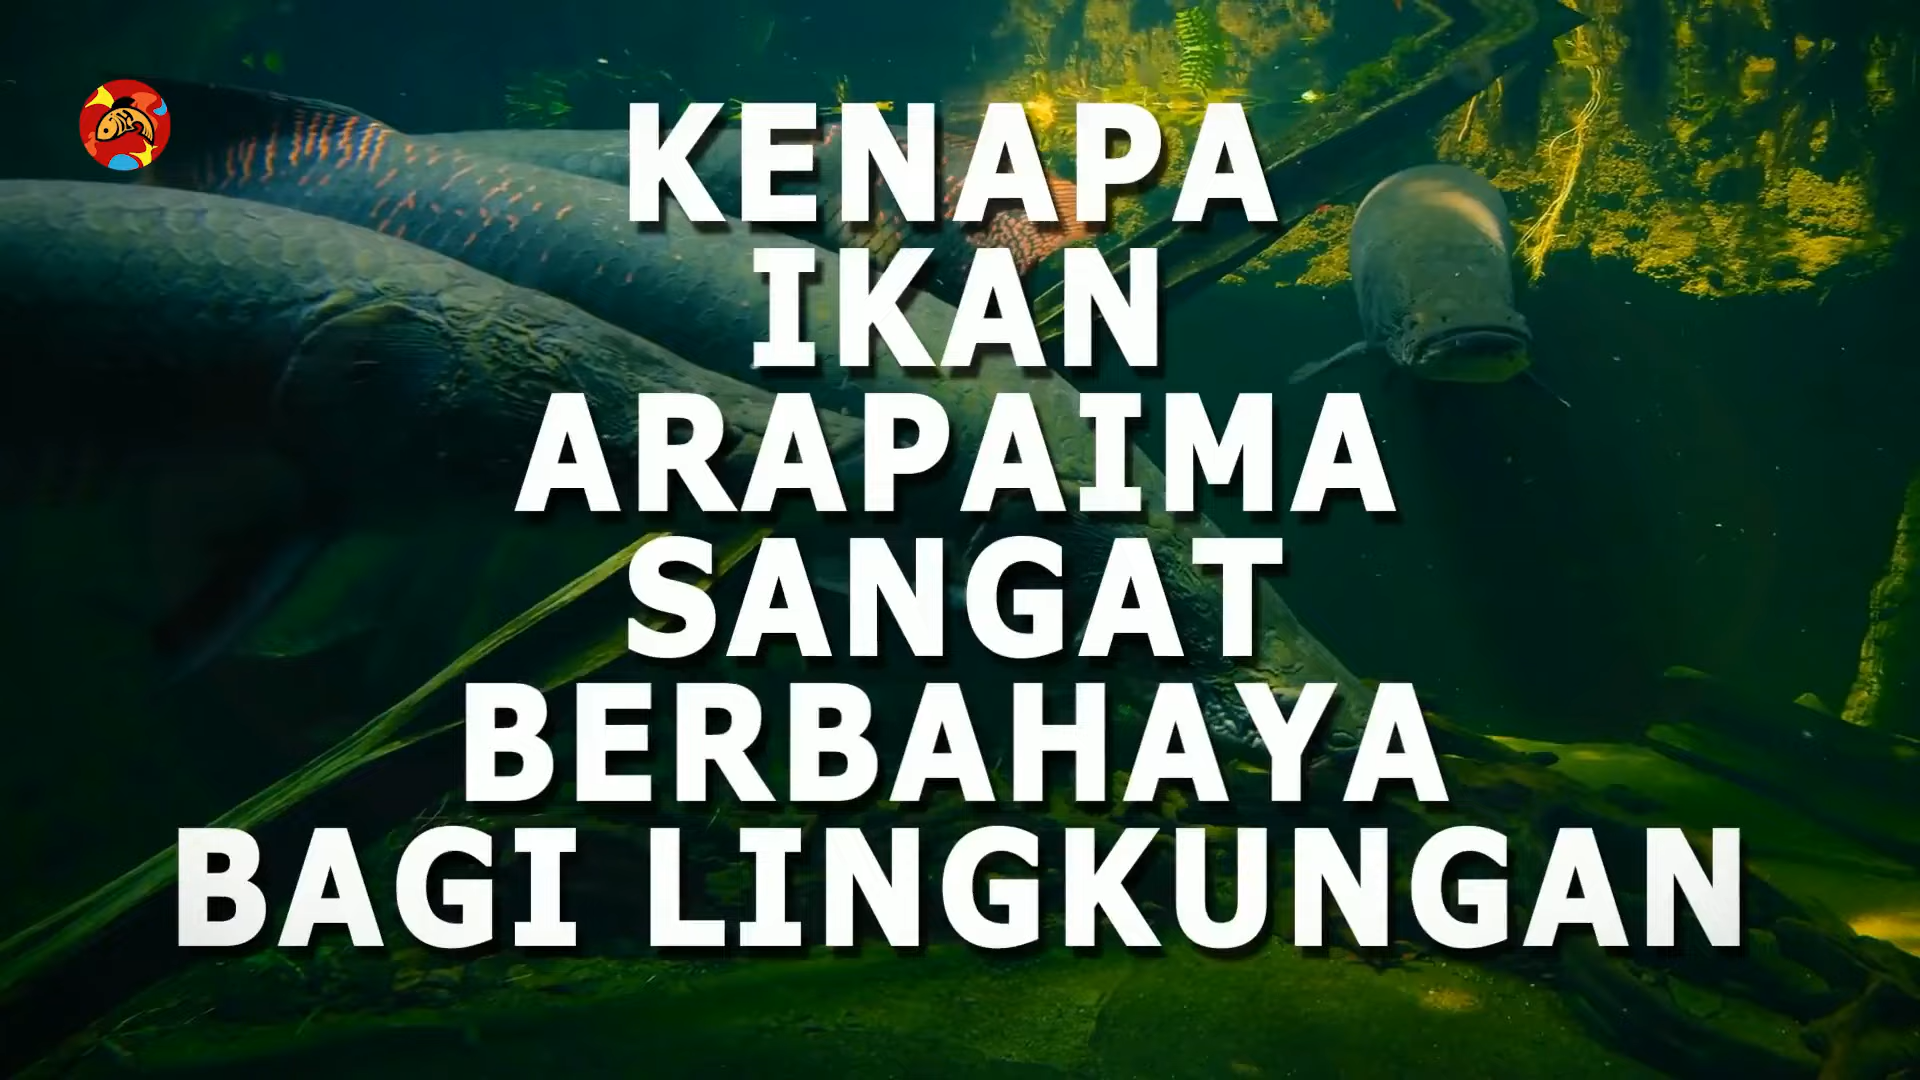 KENAPA
IKAN
ARAPAIMA
SANGAT
BERBAHAYA
BAGI LINGKUNGAN